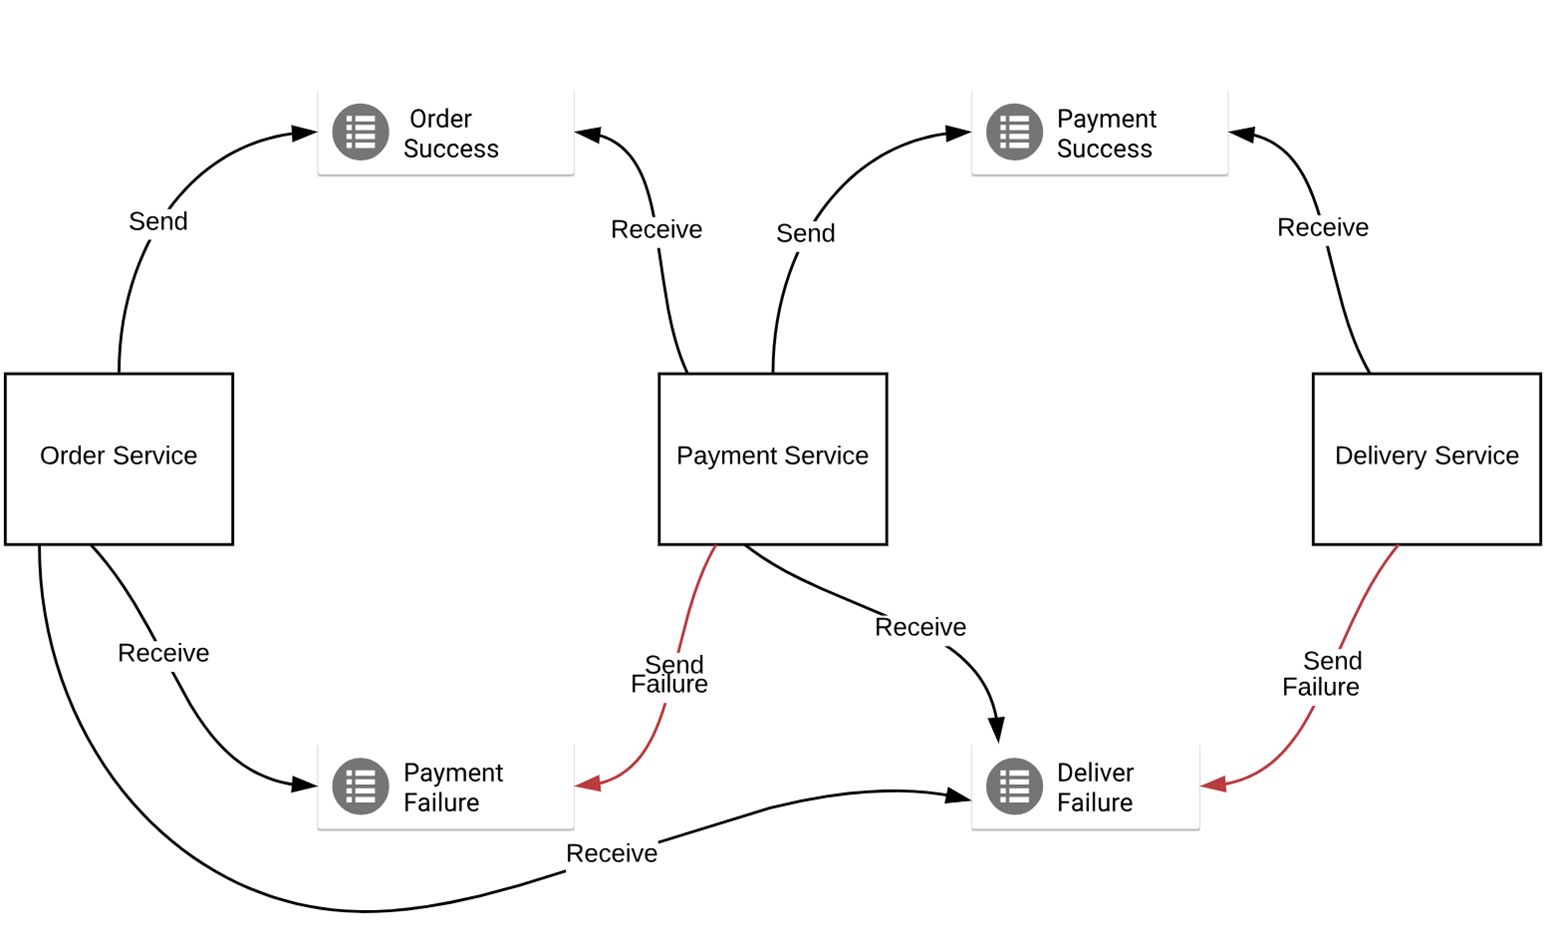 Order
Success
Payment
Success
Send
Receive
Send
Receive
Order Service
Payment Service
Delivery Service
Receive
Send
Failure
Receive
Send
Failure
Payment
Failure
Deliver
Failure
Receive